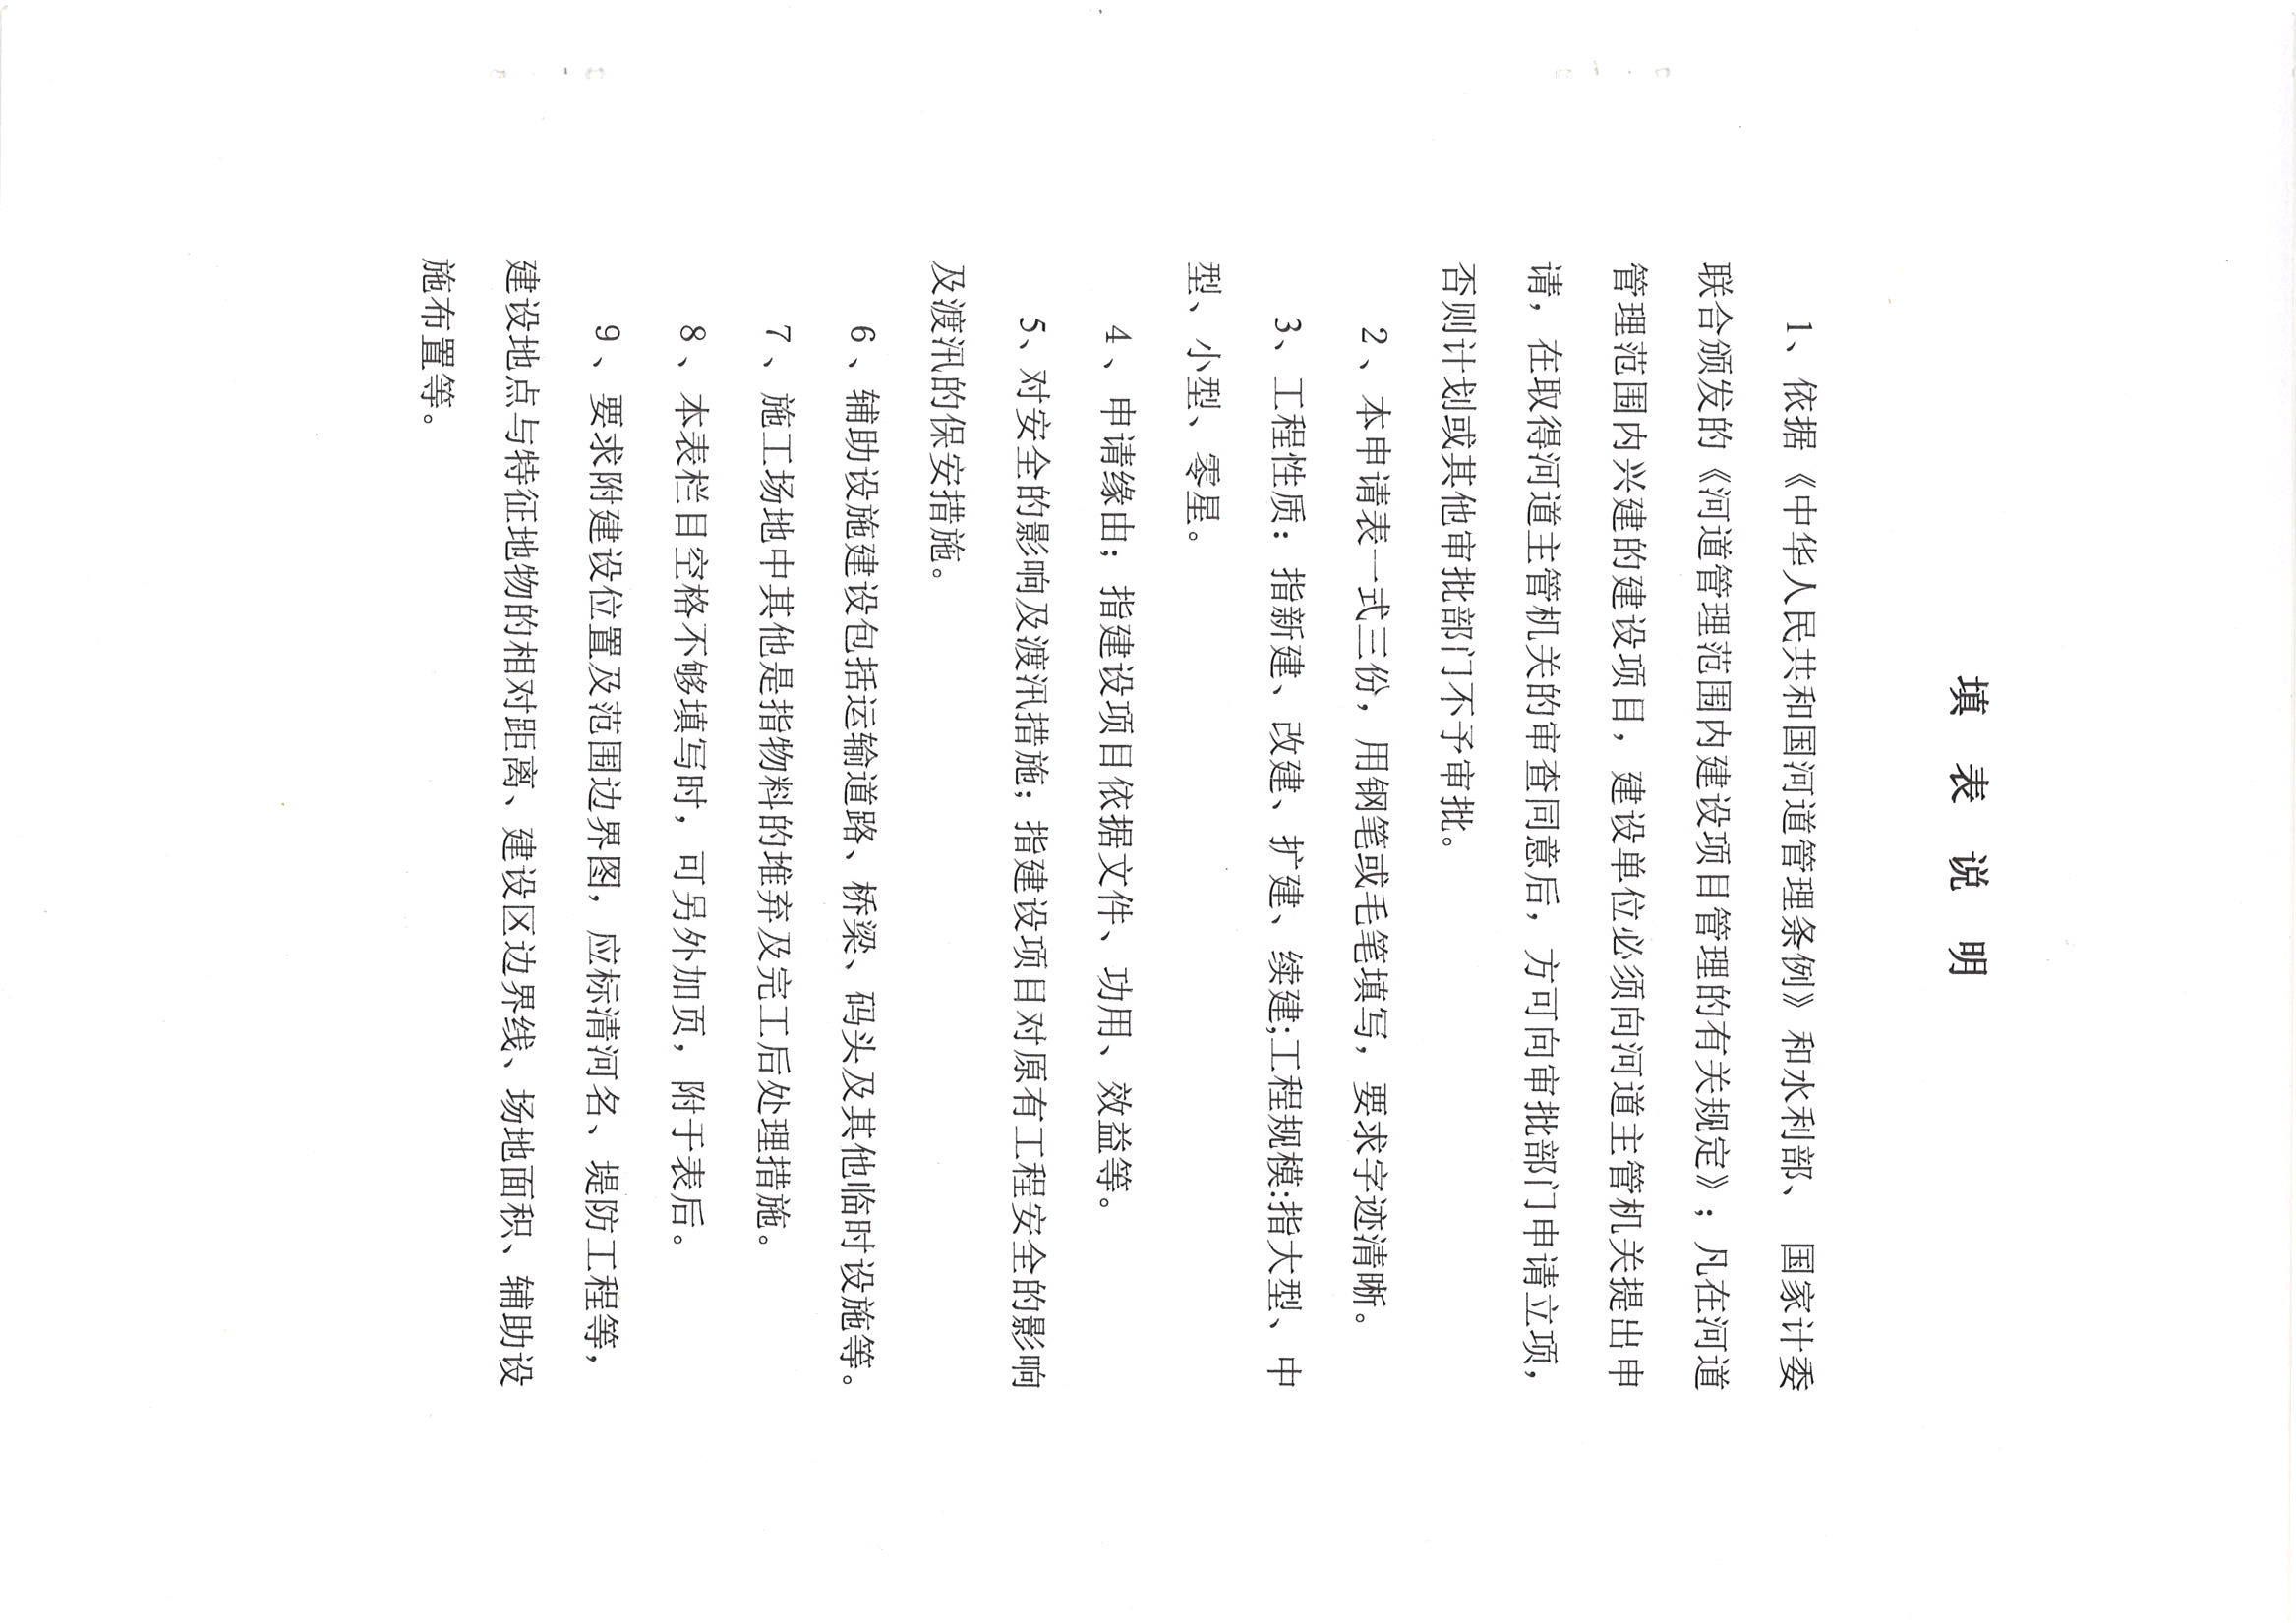 填 表 说 明
1、依据《中华人民共和国河道管理条例》和水利部、 国家计委
联合颁发的《河道管理范围内建设项目管理的有关规定》；凡在河道
管理范围内兴建的建设项目，建设单位必须向河道主管机关提出申
请，在取得河道主管机关的审查同意后，方可向审批部门申请立项，
否则计划或其他审批部门不予审批。
2、本申请表一式三份，用钢笔或毛笔填写，要求字迹清晰。
3、工程性质：指新建、改建、扩建、续建;工程规模:指大型、中
型、小型、零星。
4、申请缘由；指建设项目依据文件、功用、效益等。
5、对安全的影响及渡汛措施；指建设项目对原有工程安全的影响
及渡汛的保安措施。
6、辅助设施建设包括运输道路、桥梁、码头及其他临时设施等。
7、施工场地中其他是指物料的堆弃及完工后处理措施。
8、本表栏目空格不够填写时，可另外加页，附于表后。
9、要求附建设位置及范围边界图，应标清河名、堤防工程等，
建设地点与特征地物的相对距离、建设区边界线、场地面积、辅助设
施布置等。